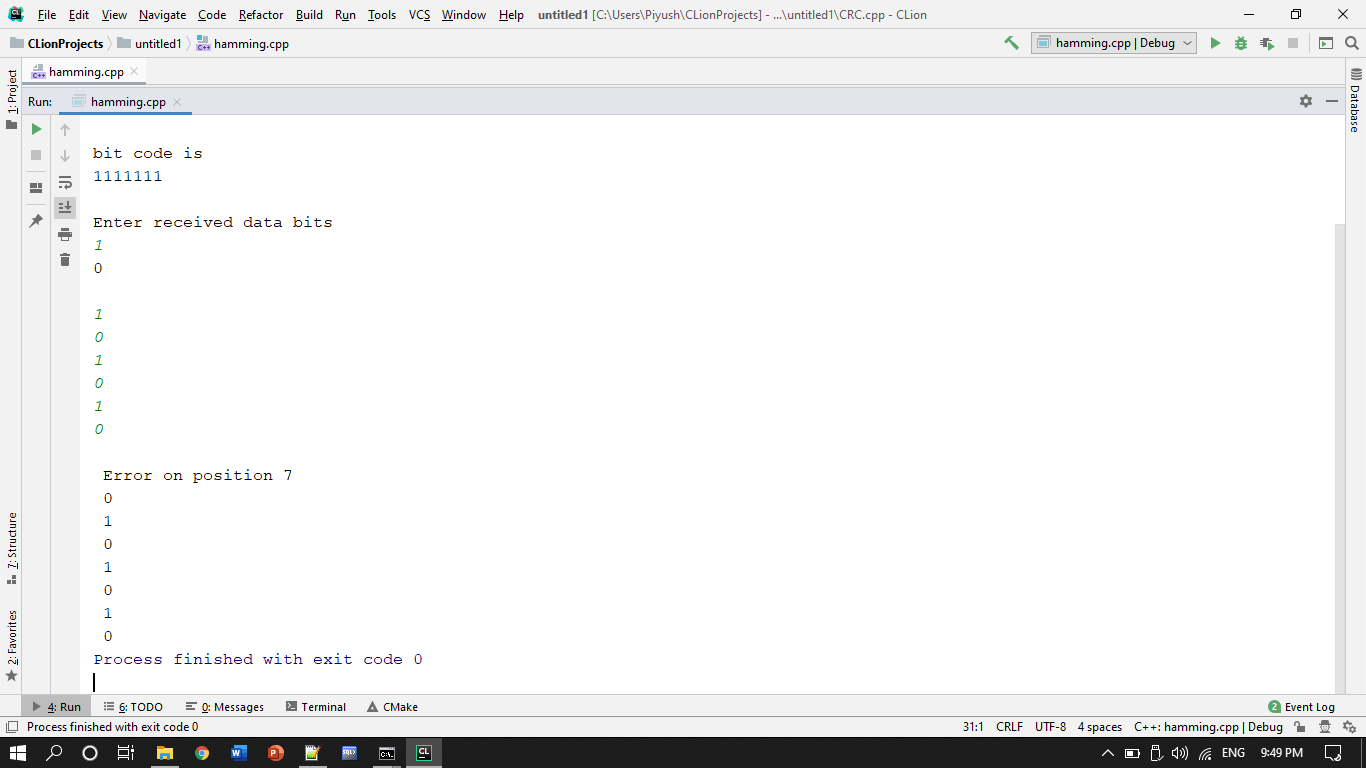 File Edit View Navigate Code Refactor Build Run Tools VCS Window Help untitled1 [C:\Users\Piyush\CLionProjects] - ...\untitled1\CRC.cpp - CLion
CLionProjects untitled1 hamming.cpp hamming.cpp | Debug
hamming.cpp
Run: hamming.cpp
1: Project
Database
bit code is
1111111
Enter received data bits
1
0
1
0
1
0
1
0
Error on position 7
0
1
0
1
0
1
0
Process finished with exit code 0
7: Structure
2: Favorites
4: Run 6: TODO 0: Messages Terminal CMake 2 Event Log
Process finished with exit code 0 31:1 CRLF UTF-8 4 spaces C++: hamming.cpp | Debug
ENG 9:49 PM